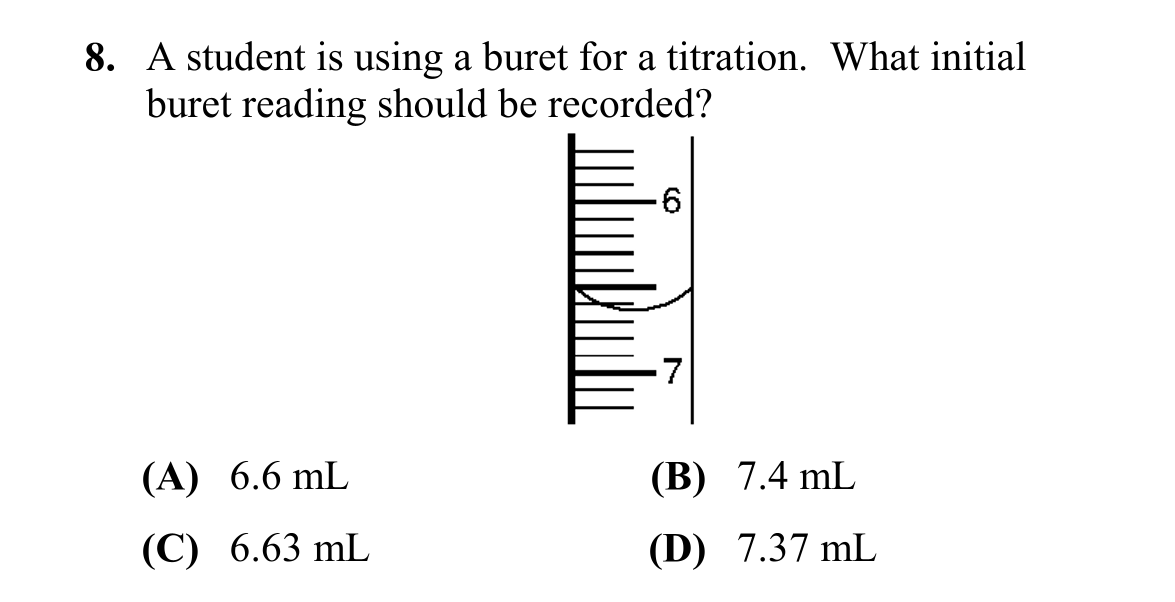 8. A student is using a buret for a titration. What initial
buret reading should be recorded?
6
7
(A) 6.6 mL (B) 7.4 mL
(C) 6.63 mL (D) 7.37 mL